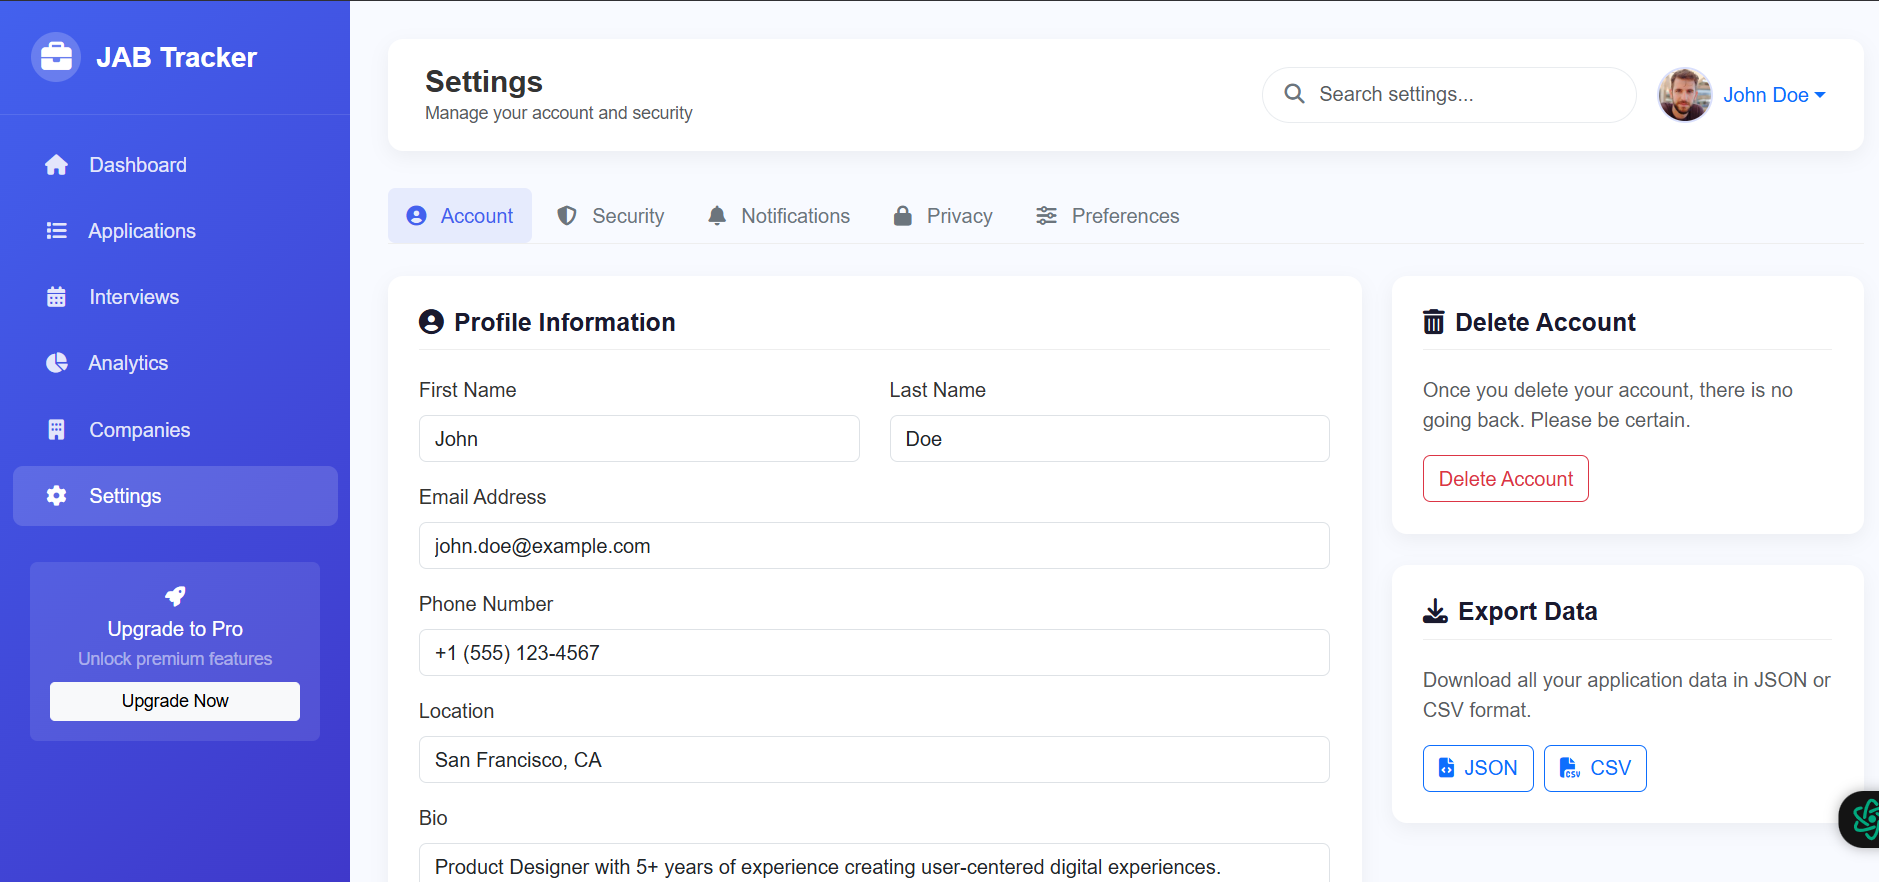 JAB Tracker
Dashboard
Applications
Interviews
Analytics
Companies
Settings
Upgrade to Pro
Unlock premium features
Upgrade Now
Settings
Manage your account and security
Search settings...
John Doe
Account
Security
Notifications
Privacy
Preferences
Profile Information
First Name
Last Name
John
Doe
Email Address
john.doe@example.com
Phone Number
+1 (555) 123-4567
Location
San Francisco, CA
Bio
Product Designer with 5+ years of experience creating user-centered digital experiences.
Delete Account
Once you delete your account, there is no
going back. Please be certain.
Delete Account
Export Data
Download all your application data in JSON or
CSV format.
JSON
CSV
CSV